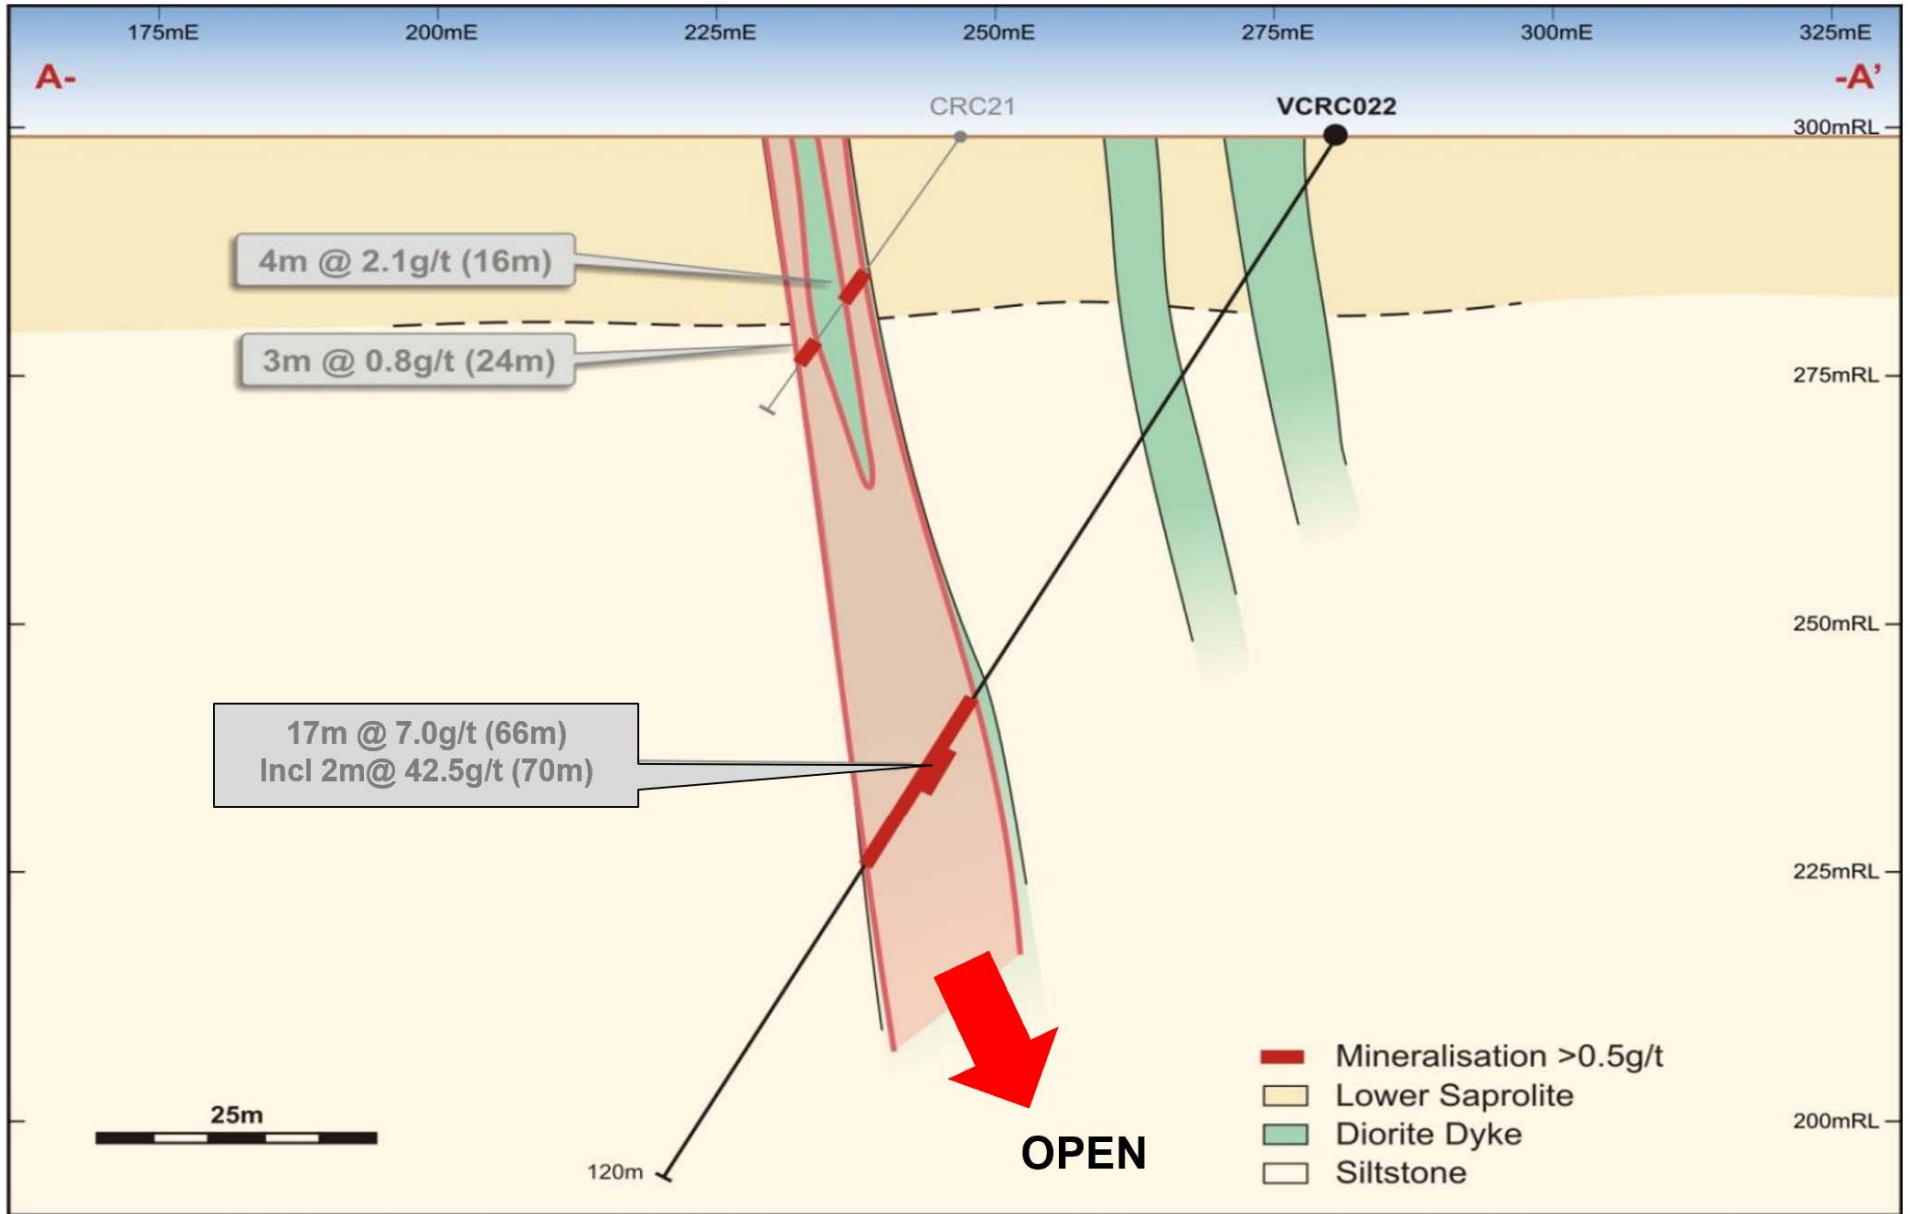 175mE 200mE 225mE 250mE 275mE 300mE 325mE
A- -A’
CRC21 VCRC022
300mRL
4m @ 2.1g/t (16m)
3m @ 0.8g/t (24m)
275mRL
250mRL
17m @ 7.0g/t (66m)
Incl 2m@ 42.5g/t (70m)
225mRL
25m
120m
OPEN
200mRL
Mineralisation >0.5g/t
Lower Saprolite
Diorite Dyke
Siltstone